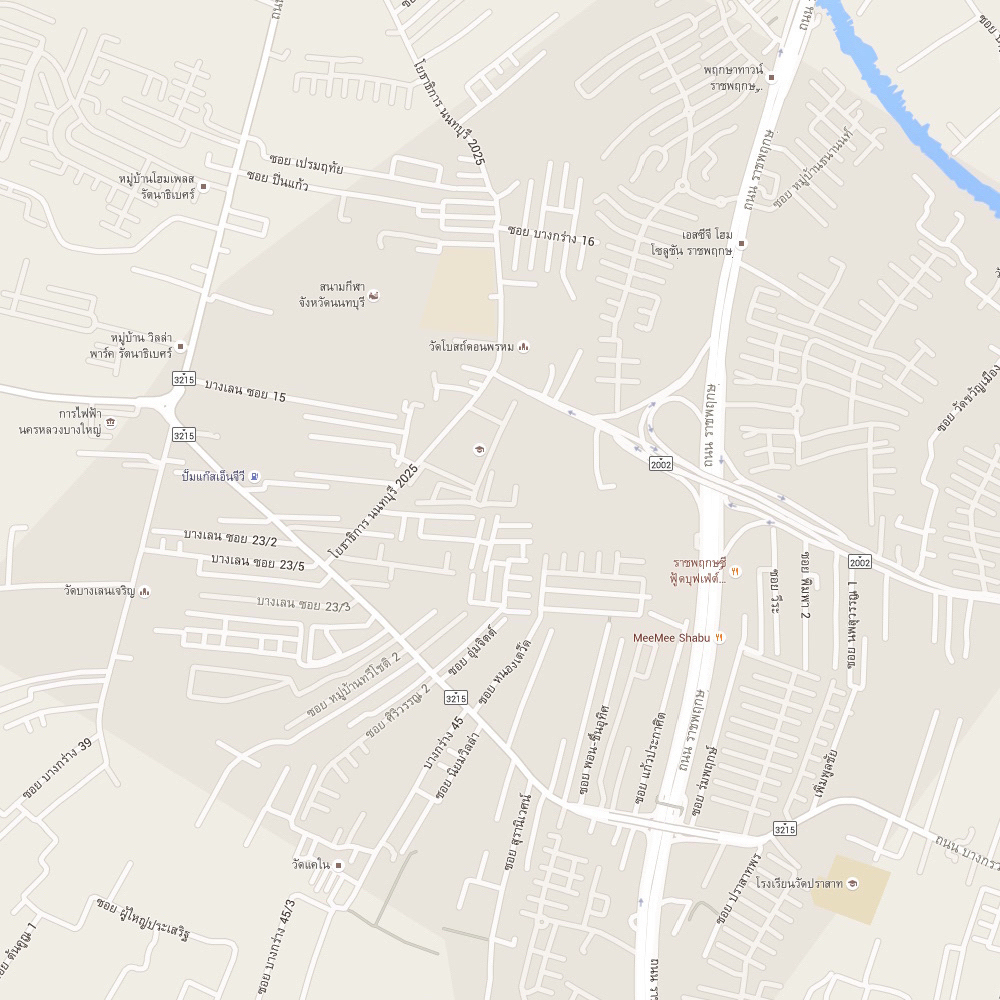 โยธาธิการ นนทบุรี 2025
พฤกษาทาวน์
ราชพฤกษ์...
ถนน ราชพฤกษ์
ซอย หมู่บ้านธนานนท์
ซอย เปรมฤทัย
ซอย ปิ่นแก้ว
หมู่บ้านโฮมเพลส
รัตนาธิเบศร์
ซอย บางกร่าง 16
เอสซีจี โฮม
โซลูชั่น ราชพฤกษ์
สนามกีฬา
จังหวัดนนทบุรี
หมู่บ้าน วิลล่า
พาร์ค รัตนาธิเบศร์
วัดโบสถ์ดอนพรหม
3215
บางเลน ซอย 15
ซอย วัดขวัญเมือง
ถนน ราชพฤกษ์
การไฟฟ้า
นครหลวงบางใหญ่
3215
2002
ปั๊มแก๊สเอ็นจีวี
โยธาธิการ นนทบุรี 2025
บางเลน ซอย 23/2
บางเลน ซอย 23/5
2002
ราชพฤกษ์ซี
ฟู้ดบุฟเฟ่ต์...
ซอย วีระ
ซอย พิมพา 2
วัดบางเลนเจริญ
บางเลน ซอย 23/3
MeeMee Shabu
ซอย ยุ้มจิตต์
ซอย หนองเตวี๊ด
ซอย หมู่บ้านทวีโชติ 2
ซอย ศิริวรรณ 2
3215
บางกร่าง 45
ซอย นิยมวิลล่า
ซอย พอน-ชื้นอุทิศ
ซอย แก้วประกาศิต
ถนน ราชพฤกษ์
ซอย ร่มพฤกษ์
เพิ่มพูลชัย
ซอย บางกร่าง 39
ซอย สุรานิเวศน์
3215
ถนน บางกรว
วัดแคใน
โรงเรียนวัดปราสาท
ซอย ปราสาทพร
ซอย ผู้ใหญ่ประเสริฐ
ซอย บางกร่าง 45/3
ซอย ต้นคูณ 1